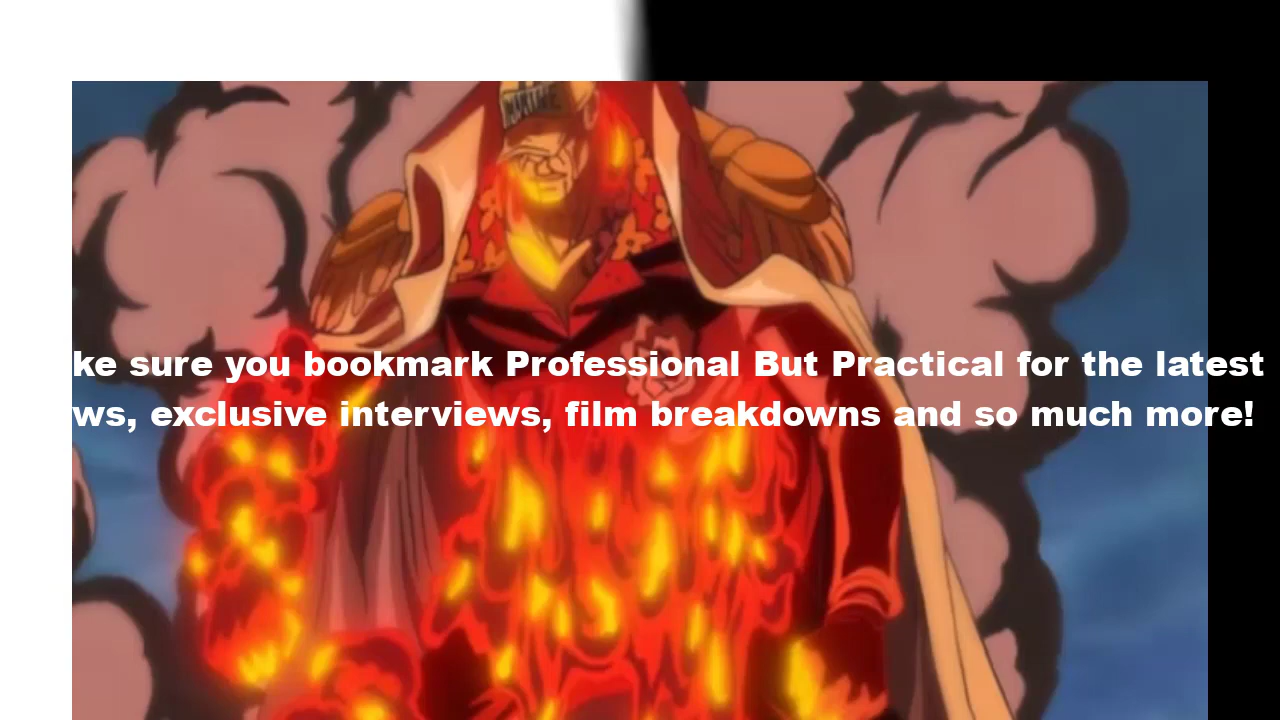 MARINE
ke sure you bookmark Professional But Practical for the latest
ws, exclusive interviews, film breakdowns and so much more!